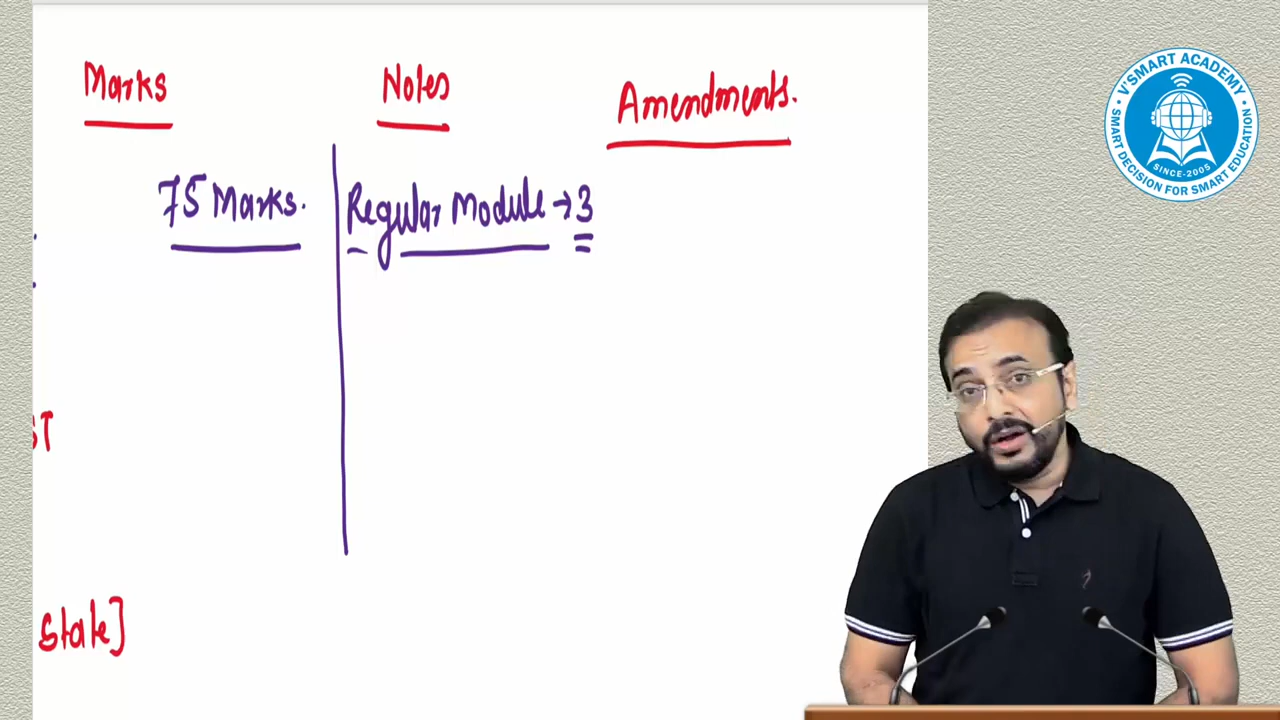 Marks Notes Amendments.
75 Marks. Regular Module → 3
ST
State]
V'SMART ACADEMY
SINCE-2005
SMART DECISION FOR SMART EDUCATION